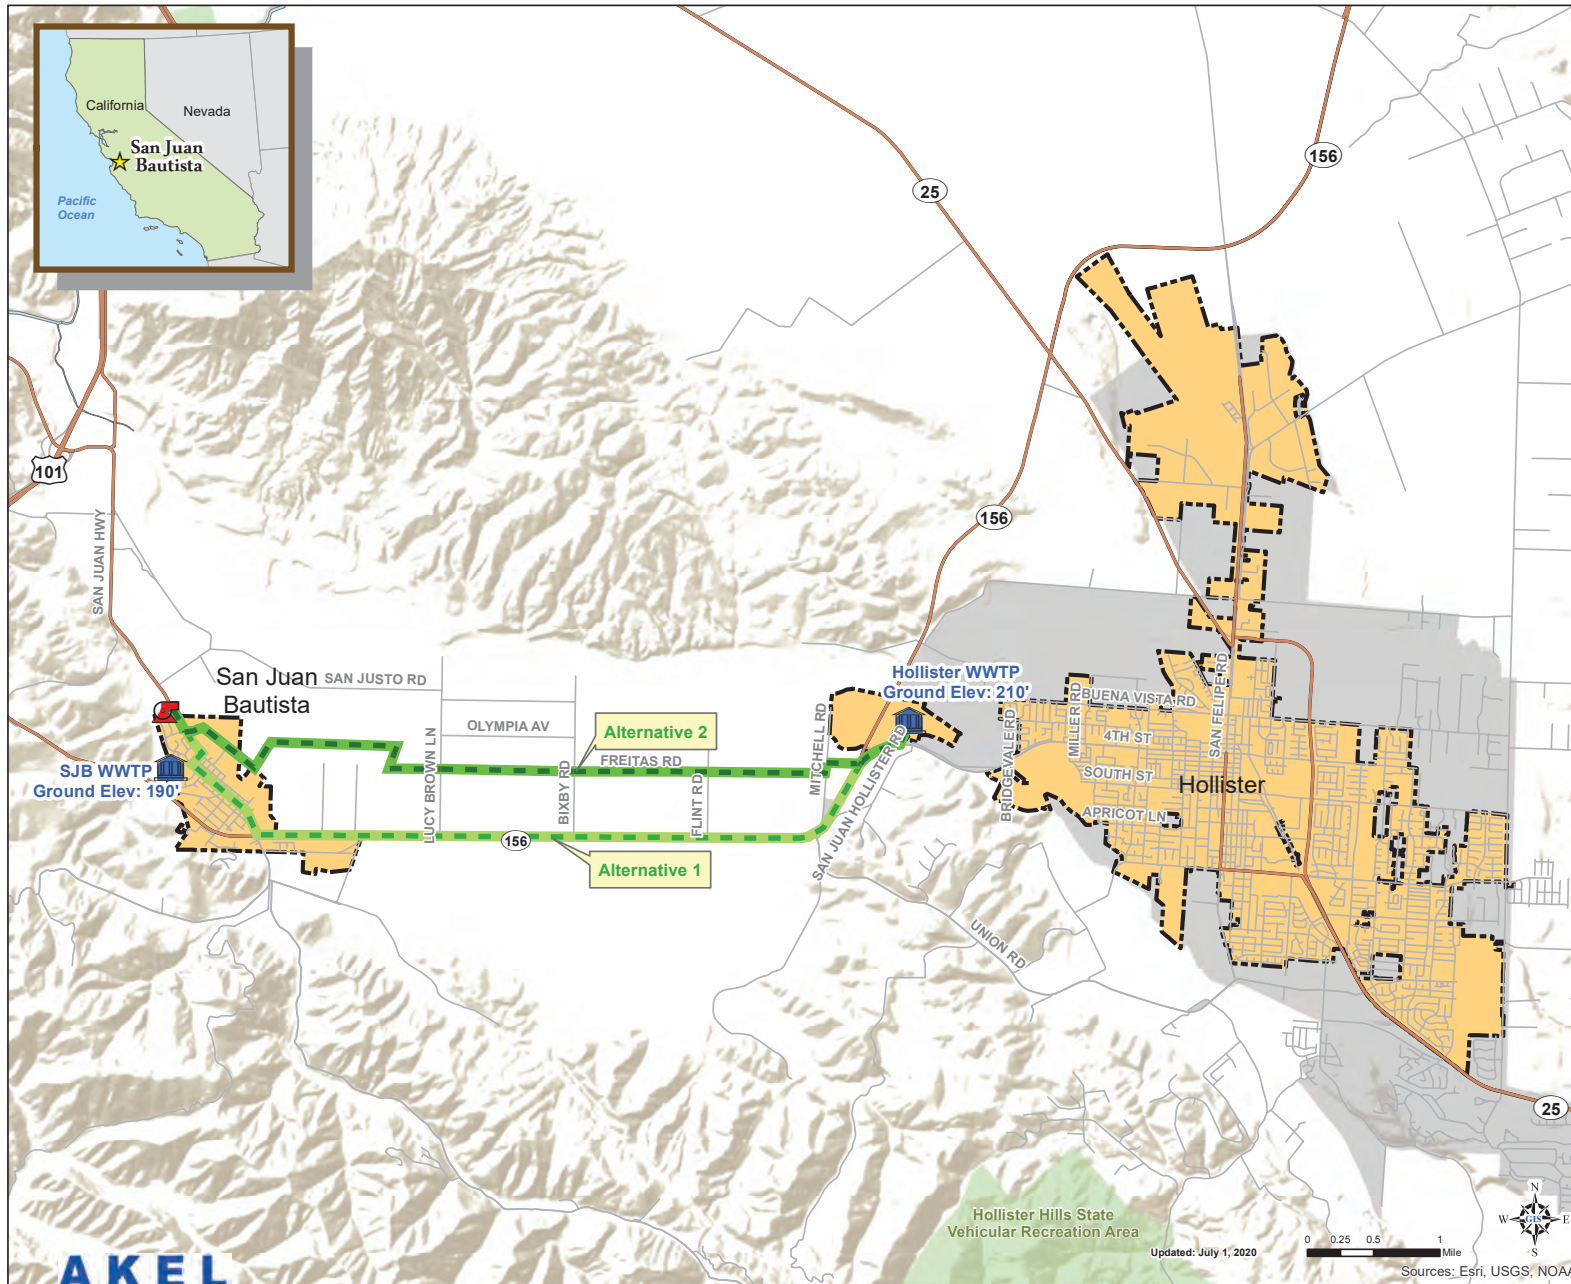 California
Nevada
San Juan
Bautista
Pacific
Ocean
156
25
101
156
SAN JUAN HWY
San Juan
Bautista
SAN JUSTO RD
Hollister WWTP
Ground Elev: 210'
BUENA VISTA RD
MILLER RD
SAN FELIPE RD
BRIDGEVALE RD
4TH ST
SOUTH ST
Hollister
APRICOT LN
OLYMPIA AV
Alternative 2
FREITAS RD
MITCHELL RD
SAN JUAN HOLLISTER RD
LUCY BROWN LN
BIXBY RD
FLINT RD
SJB WWTP
Ground Elev: 190'
156
Alternative 1
UNION RD
25
Hollister Hills State
Vehicular Recreation Area
Updated: July 1, 2020
N
W GIS E
S
0 0.25 0.5 1
Mile
Sources: Esri, USGS, NOAA
AKEL